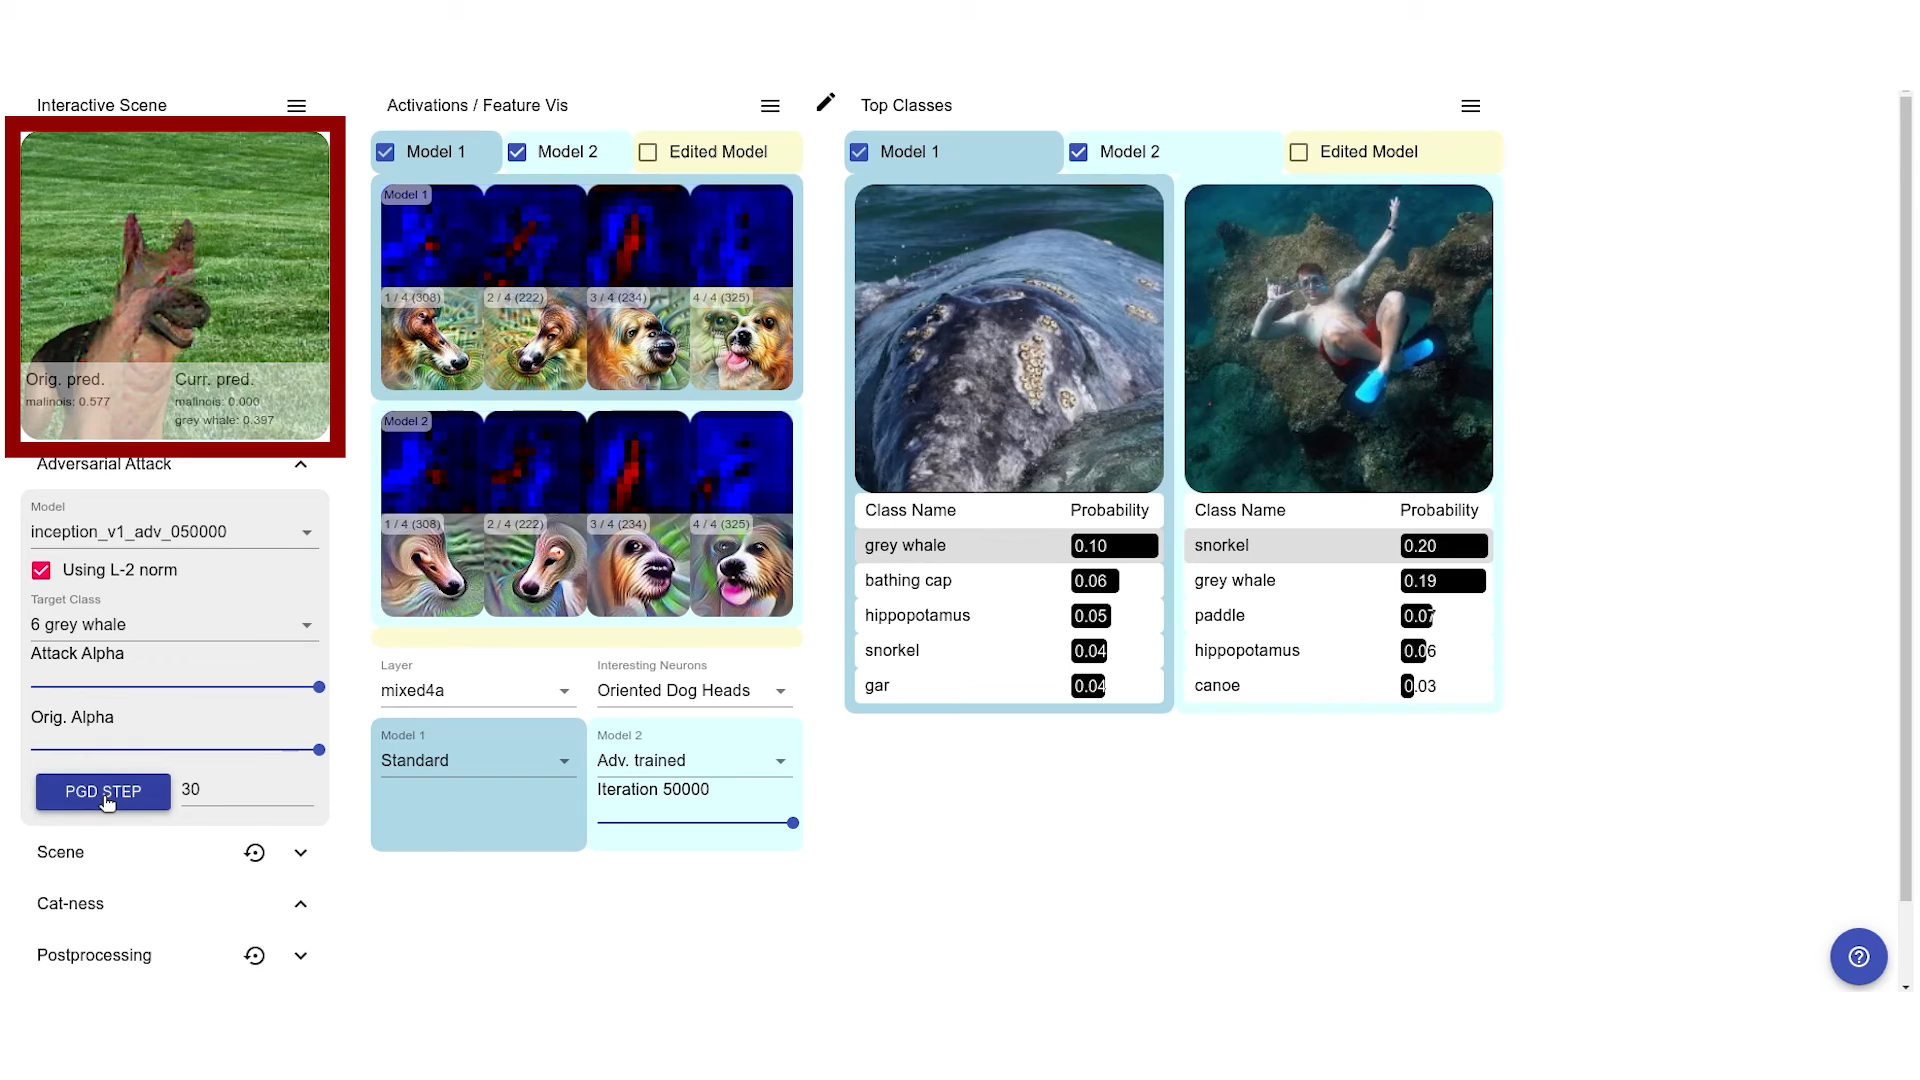 Interactive Scene
Orig. pred.
malinois: 0.577
Curr. pred.
malinois: 0.000
grey whale: 0.397
Adversarial Attack
Model
inception_v1_adv_050000
Using L-2 norm
Target Class
6 grey whale
Attack Alpha
Orig. Alpha
PGD STEP
30
Scene
Cat-ness
Postprocessing
Activations / Feature Vis
Model 1
Model 2
Edited Model
Model 1
1 / 4 (308)
2 / 4 (222)
3 / 4 (234)
4 / 4 (325)
Model 2
1 / 4 (308)
2 / 4 (222)
3 / 4 (234)
4 / 4 (325)
Layer
mixed4a
Interesting Neurons
Oriented Dog Heads
Model 1
Standard
Model 2
Adv. trained
Iteration 50000
Top Classes
Model 1
Model 2
Edited Model
Class Name Probability
grey whale 0.10
bathing cap 0.06
hippopotamus 0.05
snorkel 0.04
gar 0.04
Class Name Probability
snorkel 0.20
grey whale 0.19
paddle 0.07
hippopotamus 0.06
canoe 0.03